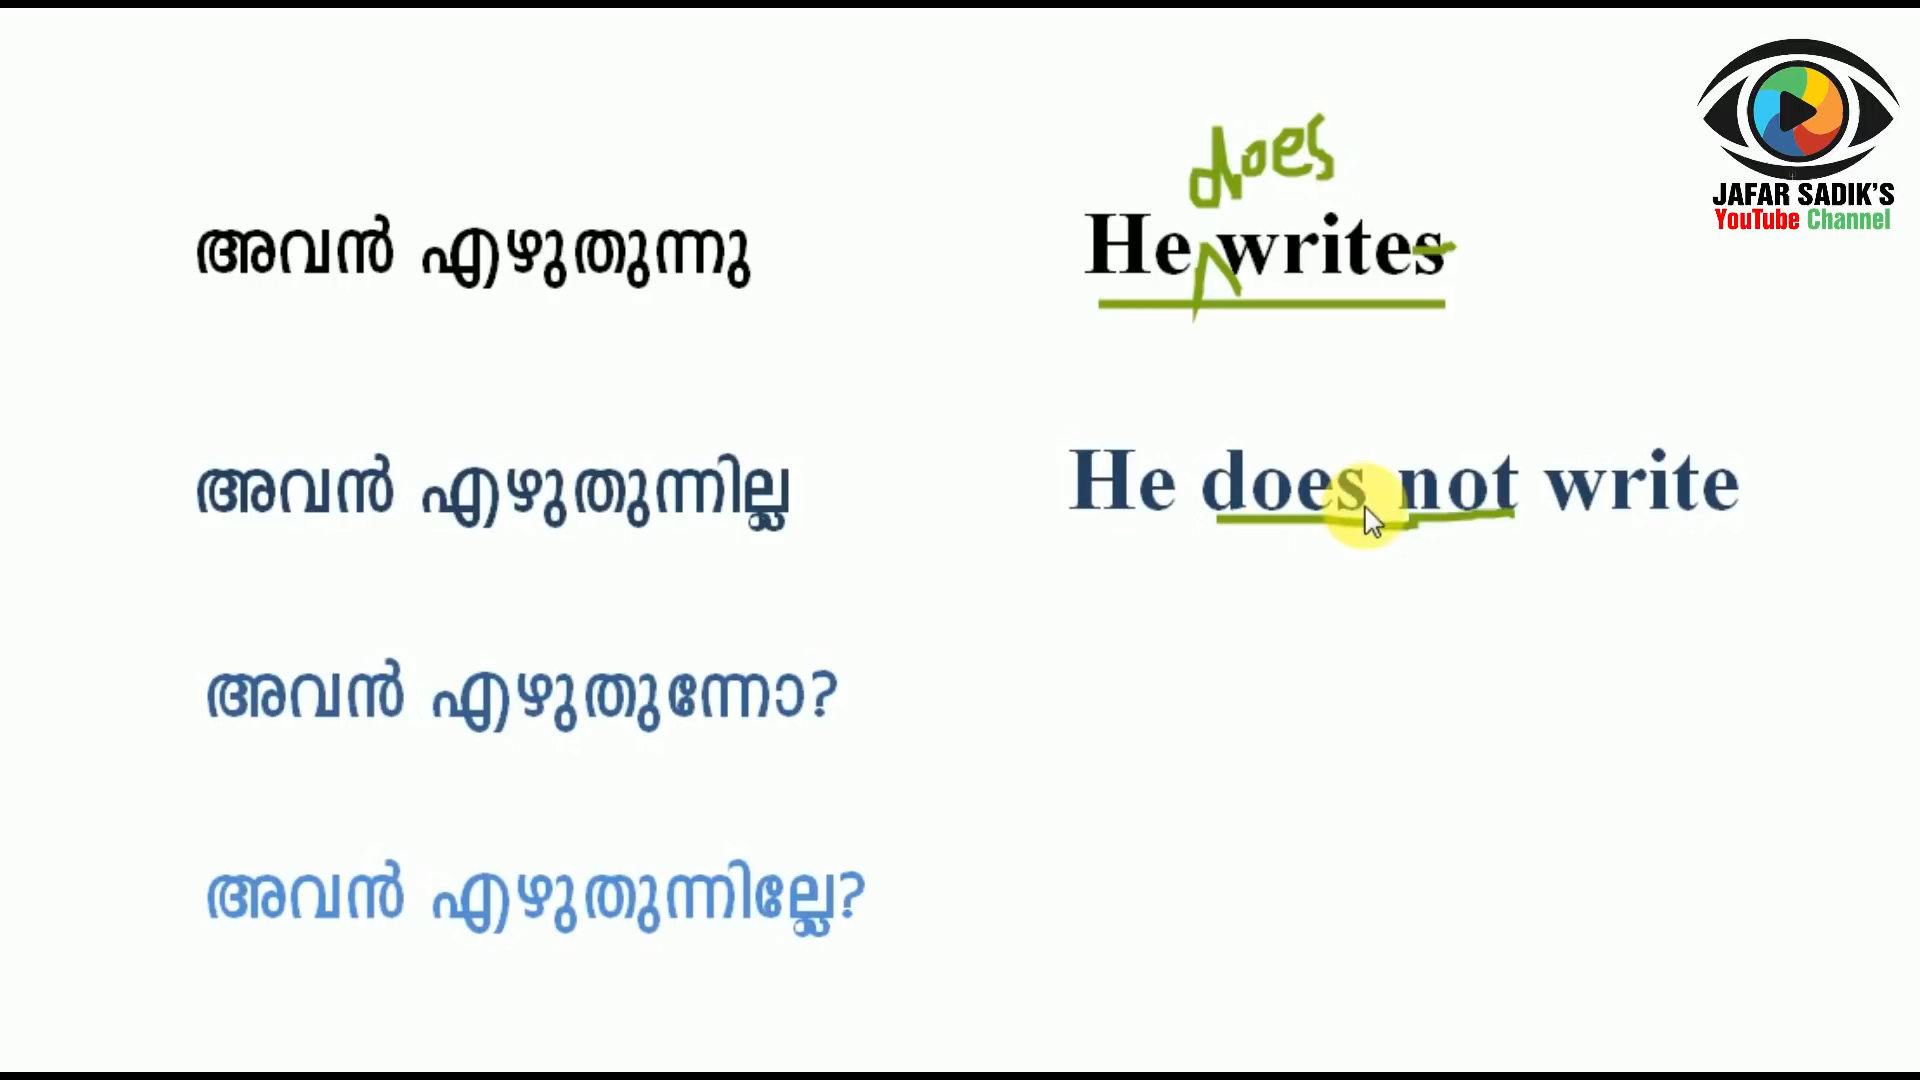 JAFAR SADIK'S
YouTube Channel
does
അവൻ എഴുതുന്നു
He writes
അവൻ എഴുതുന്നില്ല
He does not write
അവൻ എഴുതുന്നോ?
അവൻ എഴുതുന്നില്ലേ?